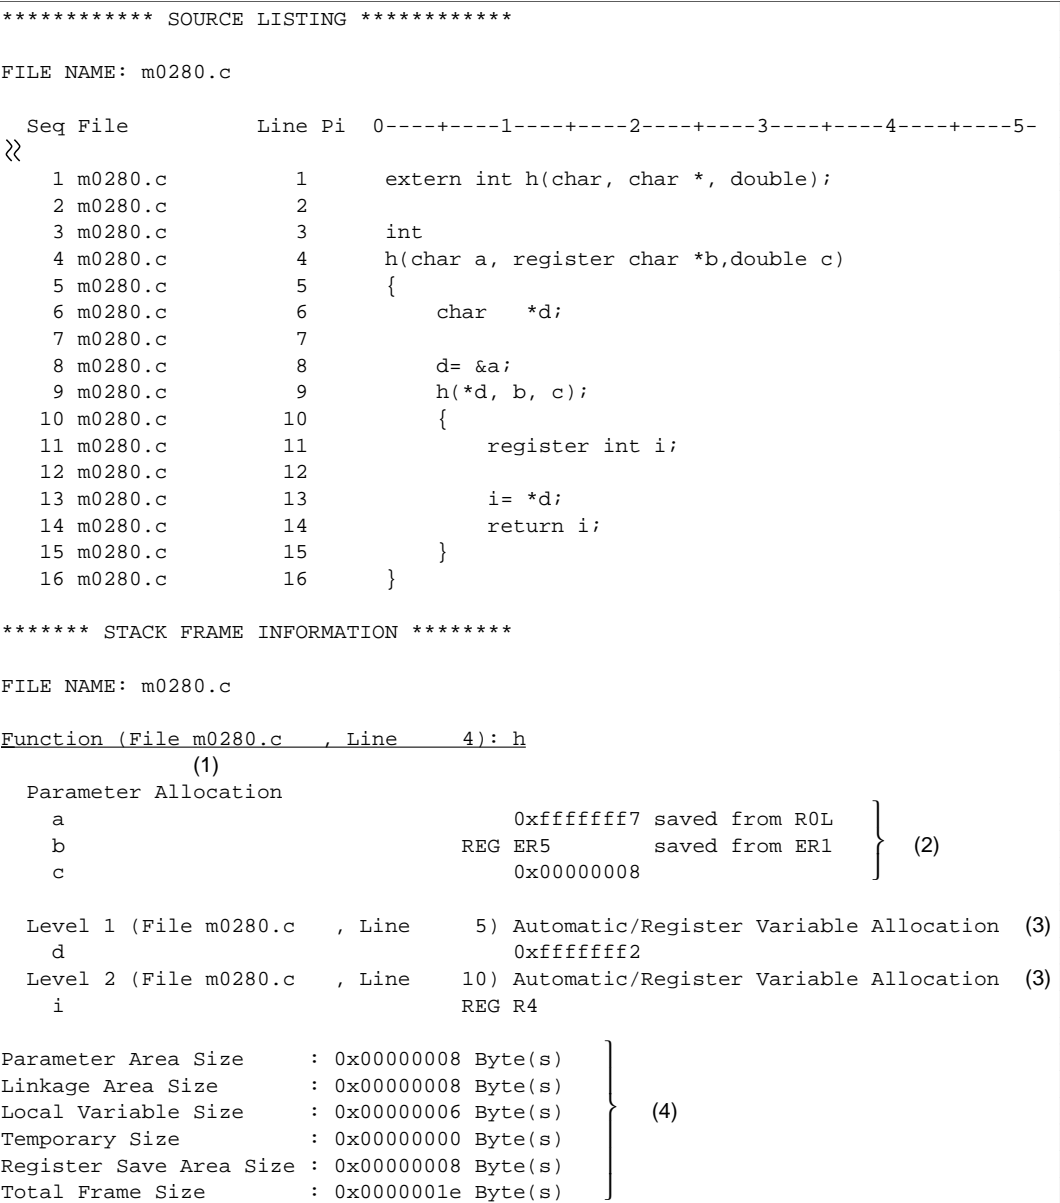 ************ SOURCE LISTING ************
FILE NAME: m0280.c
Seq File          Line Pi  0----+----1----+----2----+----3----+----4----+----5-
1 m0280.c          1      extern int h(char, char *, double);
2 m0280.c          2
3 m0280.c          3      int
4 m0280.c          4      h(char a, register char *b,double c)
5 m0280.c          5      {
6 m0280.c          6          char   *d;
7 m0280.c          7
8 m0280.c          8          d= &a;
9 m0280.c          9          h(*d, b, c);
10 m0280.c         10          {
11 m0280.c         11              register int i;
12 m0280.c         12
13 m0280.c         13              i= *d;
14 m0280.c         14              return i;
15 m0280.c         15          }
16 m0280.c         16      }
******* STACK FRAME INFORMATION ********
FILE NAME: m0280.c
Function (File m0280.c   , Line     4): h
(1)
Parameter Allocation
a                                   0xfffffff7 saved from R0L
b                               REG ER5        saved from ER1   (2)
c                                   0x00000008
Level 1 (File m0280.c   , Line     5) Automatic/Register Variable Allocation  (3)
d                                   0xfffffff2
Level 2 (File m0280.c   , Line    10) Automatic/Register Variable Allocation  (3)
i                               REG R4
Parameter Area Size     : 0x00000008 Byte(s)
Linkage Area Size       : 0x00000008 Byte(s)
Local Variable Size     : 0x00000006 Byte(s)   (4)
Temporary Size          : 0x00000000 Byte(s)
Register Save Area Size : 0x00000008 Byte(s)
Total Frame Size        : 0x0000001e Byte(s)